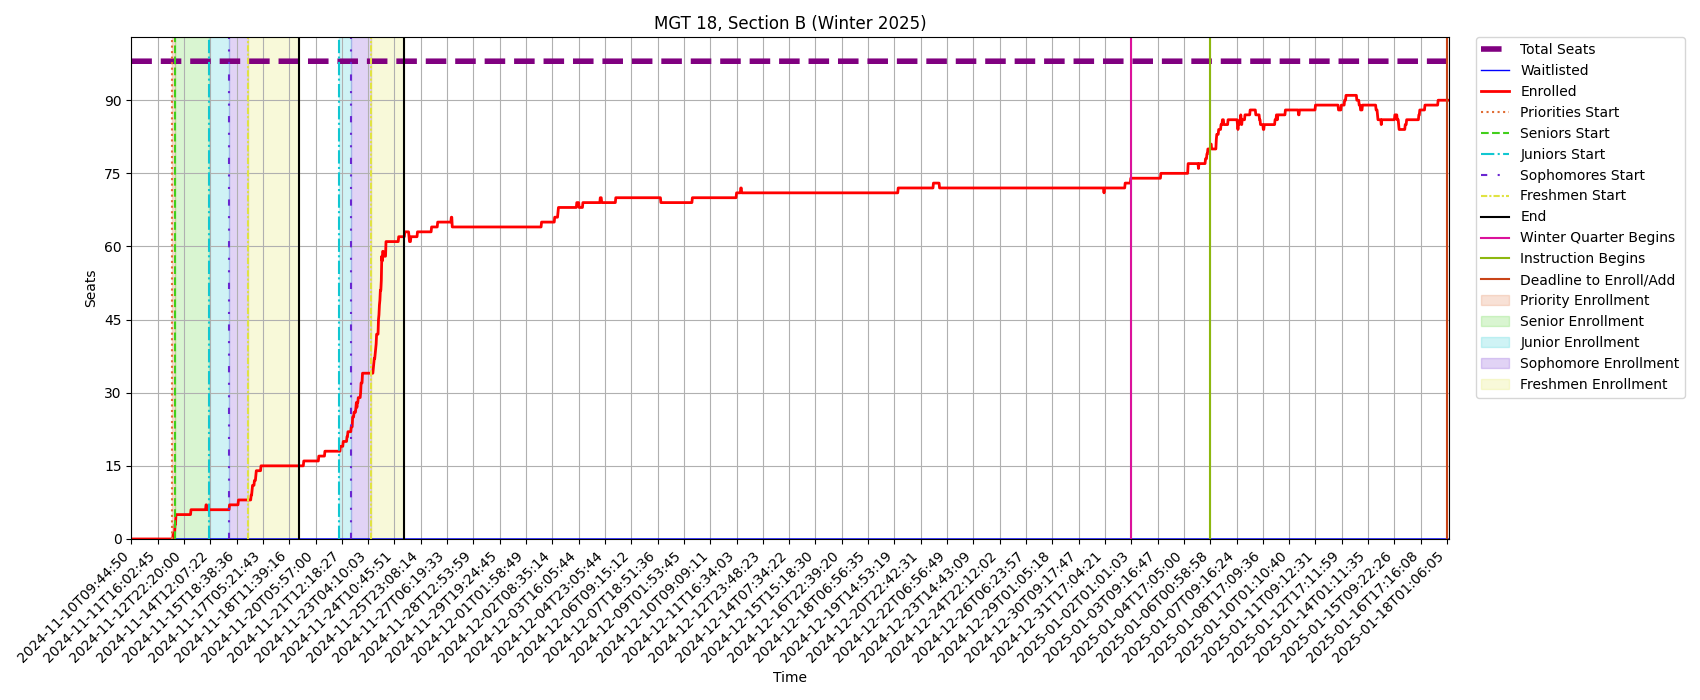 MGT 18, Section B (Winter 2025)
Seats
90
75
60
45
30
15
0
2024-11-10T09:44:50
2024-11-11T16:02:45
2024-11-12T22:20:00
2024-11-14T12:07:22
2024-11-15T18:38:36
2024-11-17T05:21:43
2024-11-18T11:39:16
2024-11-20T05:57:00
2024-11-21T12:18:27
2024-11-23T04:10:03
2024-11-24T10:45:51
2024-11-25T23:08:14
2024-11-27T06:19:33
2024-11-28T12:53:59
2024-11-29T19:24:45
2024-12-01T01:58:49
2024-12-02T08:35:14
2024-12-03T16:05:44
2024-12-04T23:05:44
2024-12-06T09:15:12
2024-12-07T18:51:36
2024-12-09T01:53:45
2024-12-10T09:09:11
2024-12-11T16:34:03
2024-12-12T23:48:23
2024-12-14T07:34:22
2024-12-15T15:18:30
2024-12-16T22:39:20
2024-12-18T06:56:35
2024-12-19T14:53:19
2024-12-20T22:42:31
2024-12-22T06:56:49
2024-12-23T14:43:09
2024-12-24T22:12:02
2024-12-26T06:23:57
2024-12-29T01:05:18
2024-12-30T09:17:47
2024-12-31T17:04:21
2025-01-02T01:01:03
2025-01-03T09:16:47
2025-01-04T17:05:00
2025-01-06T00:58:58
2025-01-07T09:16:24
2025-01-08T17:09:36
2025-01-10T01:10:40
2025-01-11T09:12:31
2025-01-12T17:11:59
2025-01-14T01:11:35
2025-01-15T09:22:26
2025-01-16T17:16:08
2025-01-18T01:06:05
Time
Total Seats
Waitlisted
Enrolled
Priorities Start
Seniors Start
Juniors Start
Sophomores Start
Freshmen Start
End
Winter Quarter Begins
Instruction Begins
Deadline to Enroll/Add
Priority Enrollment
Senior Enrollment
Junior Enrollment
Sophomore Enrollment
Freshmen Enrollment